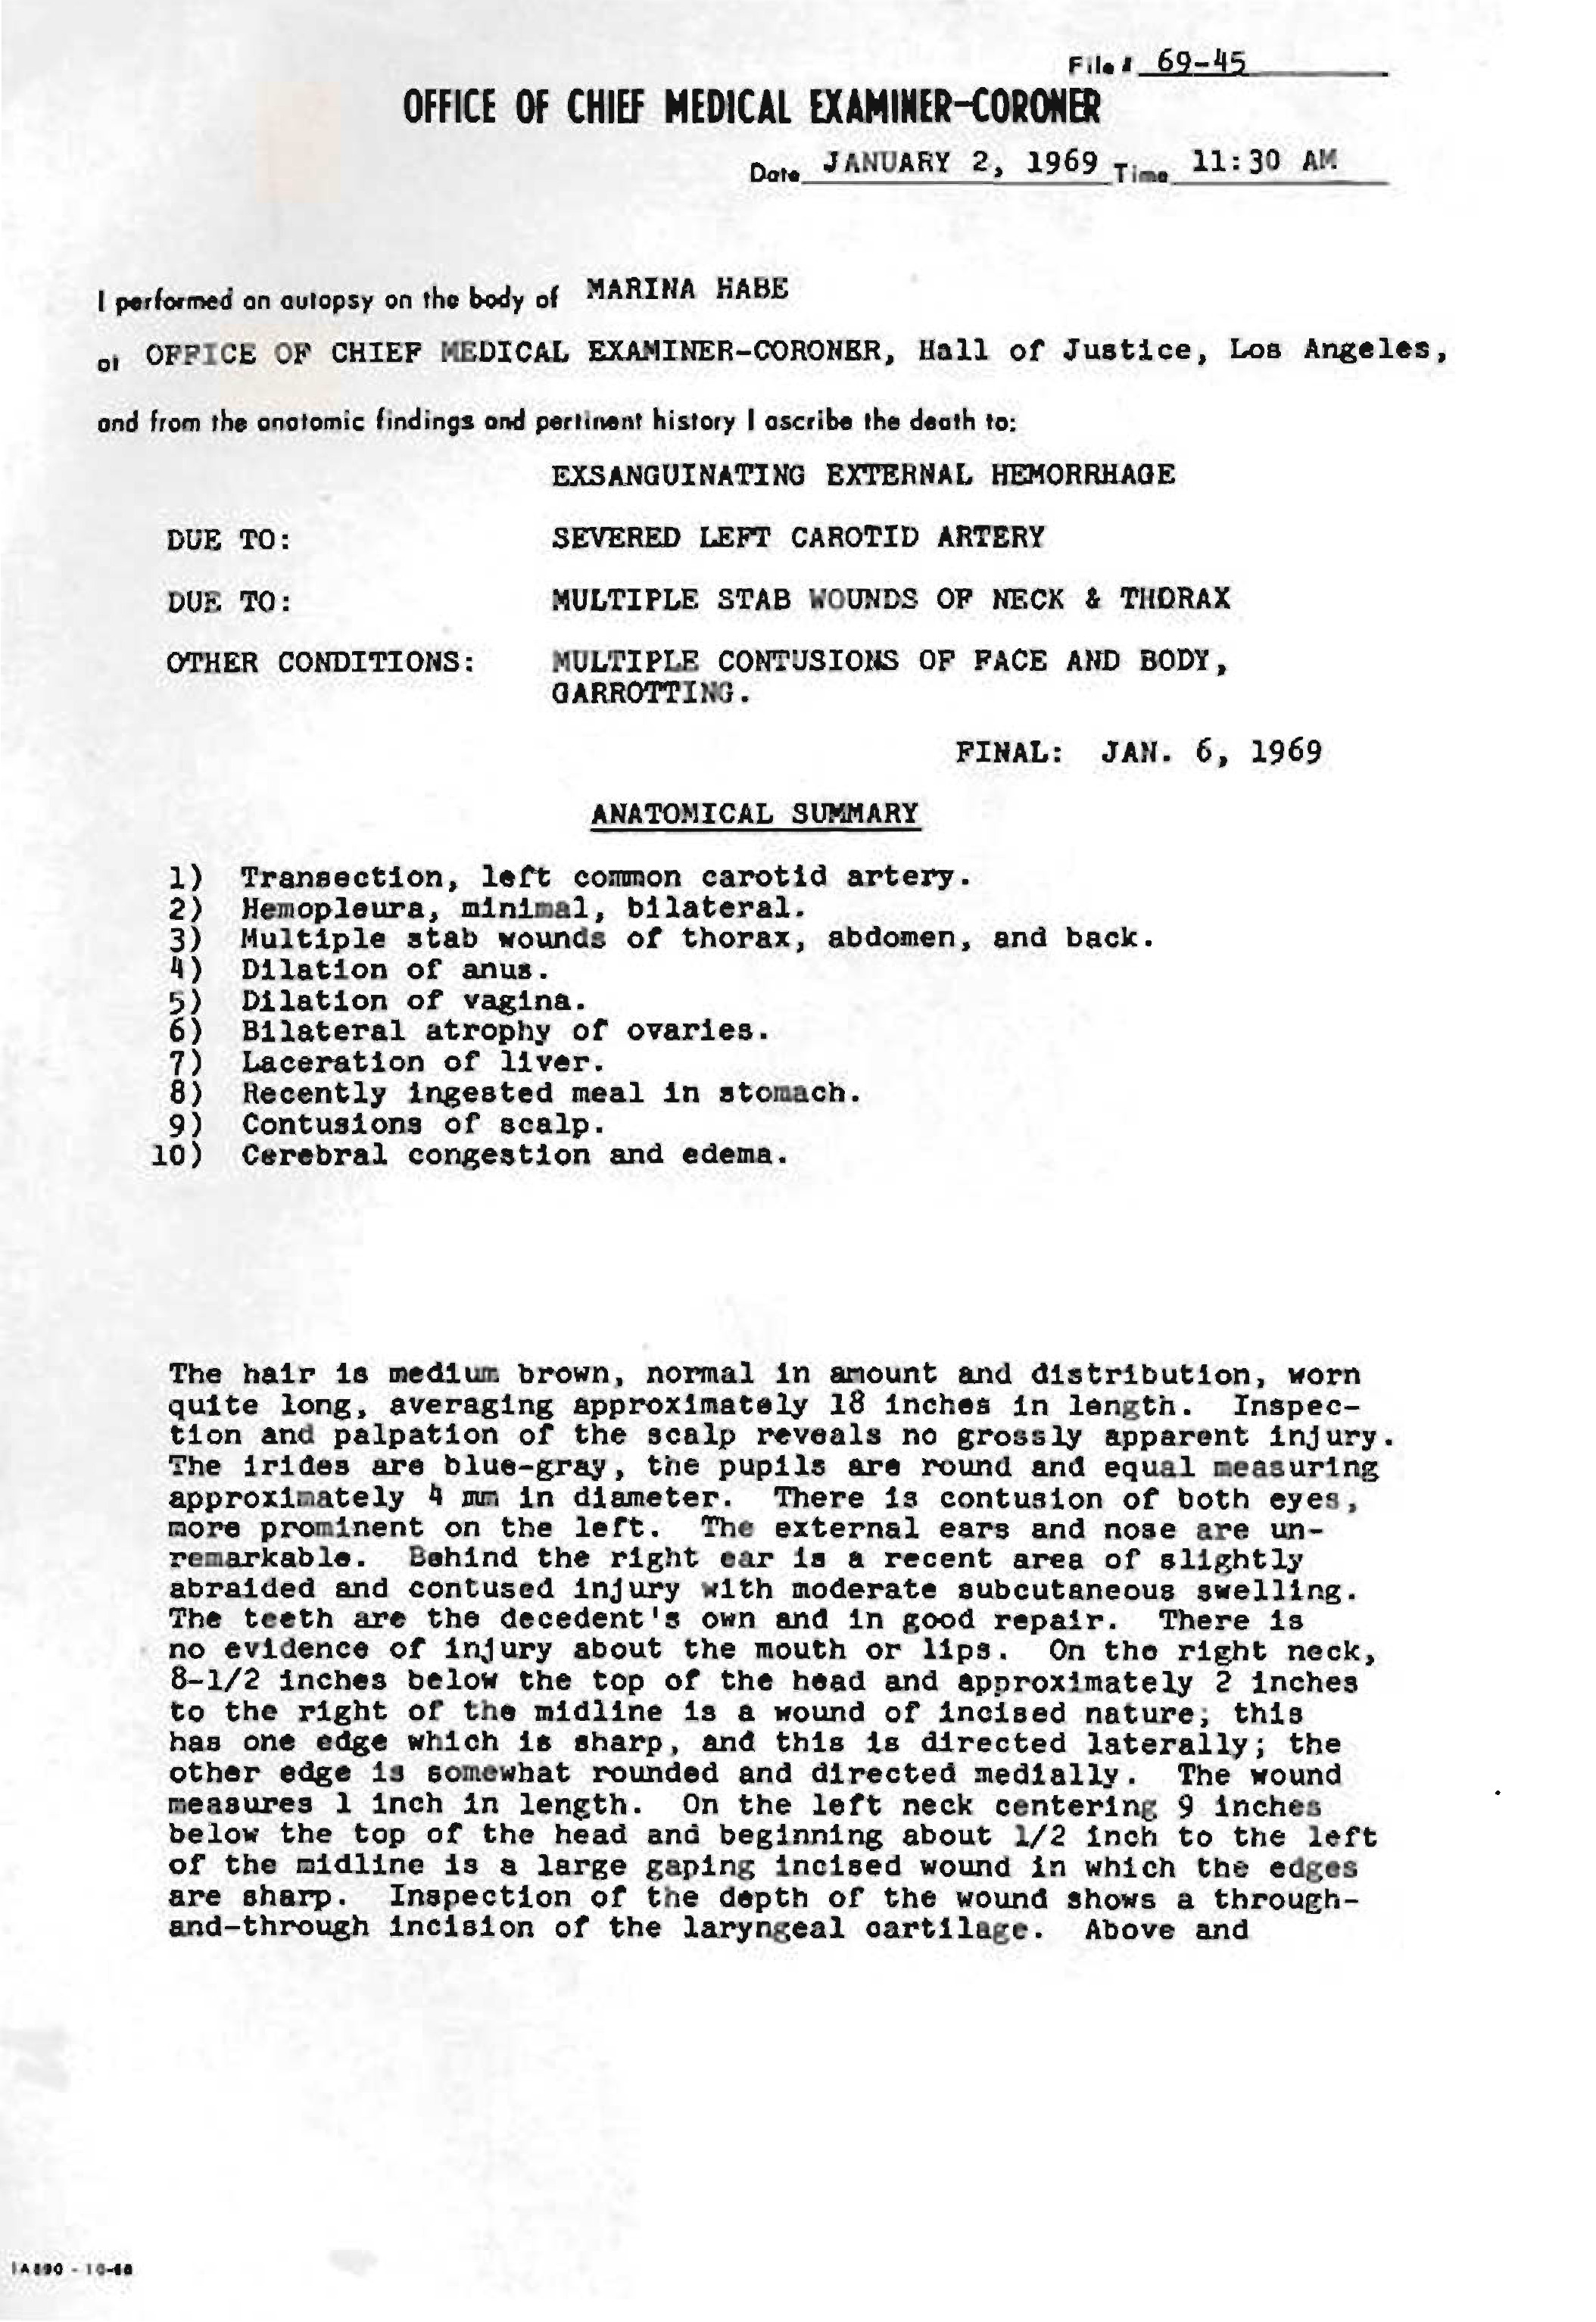 File # 69-45
OFFICE OF CHIEF MEDICAL EXAMINER-CORONER
Date JANUARY 2, 1969 Time 11:30 AM
I performed an autopsy on the body of MARINA HABE
at OFFICE OF CHIEF MEDICAL EXAMINER-CORONER, Hall of Justice, Los Angeles,
and from the anatomic findings and pertinent history I ascribe the death to:
EXSANGUINATING EXTERNAL HEMORRHAGE
DUE TO: SEVERED LEFT CAROTID ARTERY
DUE TO: MULTIPLE STAB WOUNDS OF NECK & THORAX
OTHER CONDITIONS: MULTIPLE CONTUSIONS OF FACE AND BODY,
GARROTTING.
FINAL: JAN. 6, 1969
ANATOMICAL SUMMARY
1) Transection, left common carotid artery.
2) Hemopleura, minimal, bilateral.
3) Multiple stab wounds of thorax, abdomen, and back.
4) Dilation of anus.
5) Dilation of vagina.
6) Bilateral atrophy of ovaries.
7) Laceration of liver.
8) Recently ingested meal in stomach.
9) Contusions of scalp.
10) Cerebral congestion and edema.
The hair is medium brown, normal in amount and distribution, worn
quite long, averaging approximately 18 inches in length. Inspec-
tion and palpation of the scalp reveals no grossly apparent injury.
The irides are blue-gray, the pupils are round and equal measuring
approximately 4 mm in diameter. There is contusion of both eyes,
more prominent on the left. The external ears and nose are un-
remarkable. Behind the right ear is a recent area of slightly
abraided and contused injury with moderate subcutaneous swelling.
The teeth are the decedent's own and in good repair. There is
no evidence of injury about the mouth or lips. On the right neck,
8-1/2 inches below the top of the head and approximately 2 inches
to the right of the midline is a wound of incised nature; this
has one edge which is sharp, and this is directed laterally; the
other edge is somewhat rounded and directed medially. The wound
measures 1 inch in length. On the left neck centering 9 inches
below the top of the head and beginning about 1/2 inch to the left
of the midline is a large gaping incised wound in which the edges
are sharp. Inspection of the depth of the wound shows a through-
and-through incision of the laryngeal cartilage. Above and